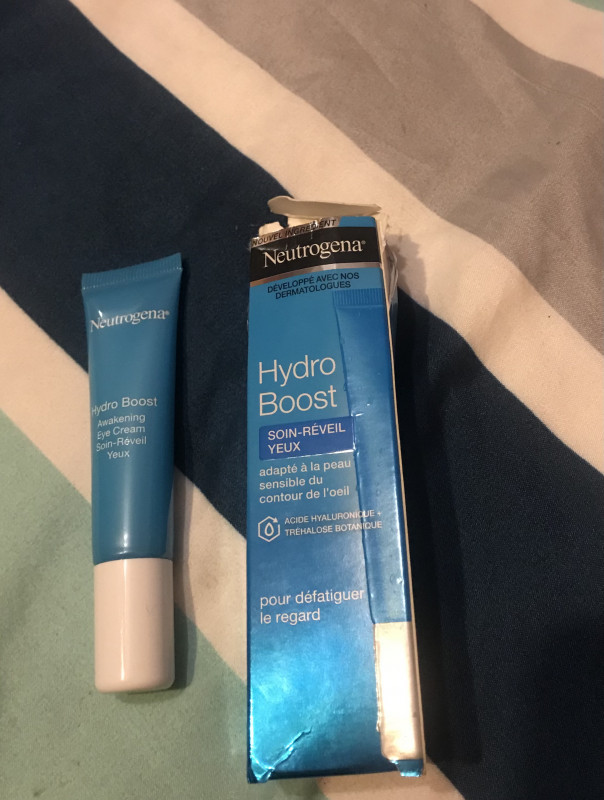 Neutrogena®
Hydro Boost
Awakening
Eye Cream
Soin-Réveil
Yeux
NOUVEL INGRÉDIENT
Neutrogena®
DÉVELOPPÉ AVEC NOS
DERMATOLOGUES
Hydro
Boost
SOIN-RÉVEIL
YEUX
adapté à la peau
sensible du
contour de l'oeil
ACIDE HYALURONIQUE +
TRÉHALOSE BOTANIQUE
pour défatiguer
le regard